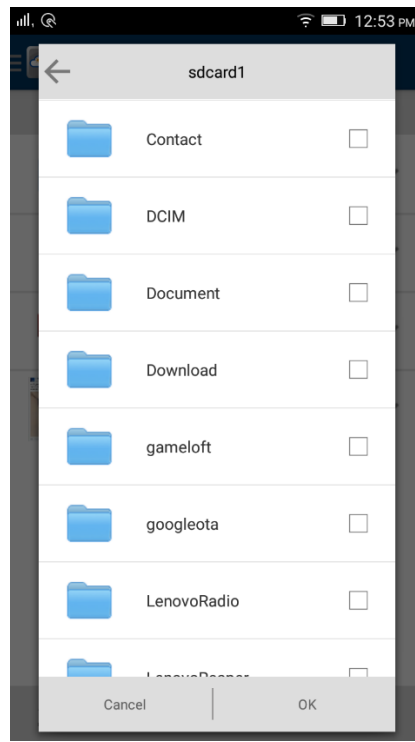 12:53 PM
sdcard1
Contact
DCIM
Document
Download
gameloft
googleota
LenovoRadio
Cancel
OK